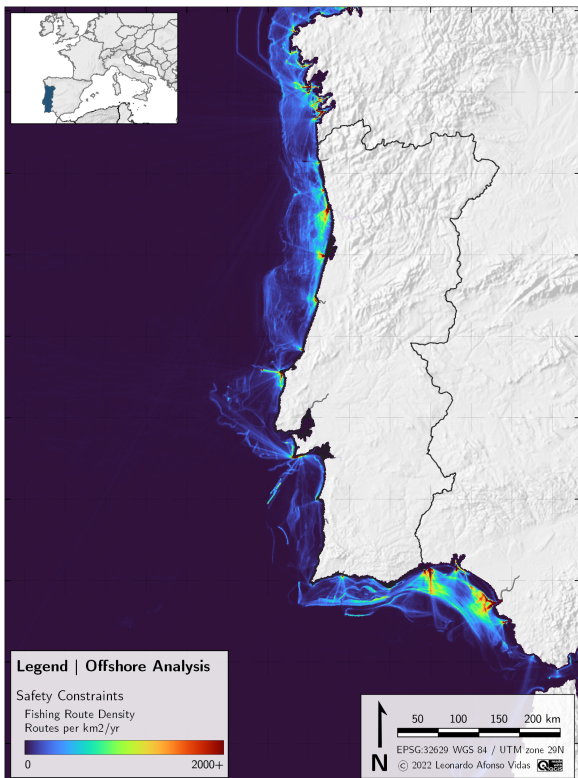 Legend | Offshore Analysis
Safety Constraints
Fishing Route Density
Routes per km2/yr
0 2000+
50 100 150 200 km
N
EPSG:32629 WGS 84 / UTM zone 29N
© 2022 Leonardo Afonso Vidas